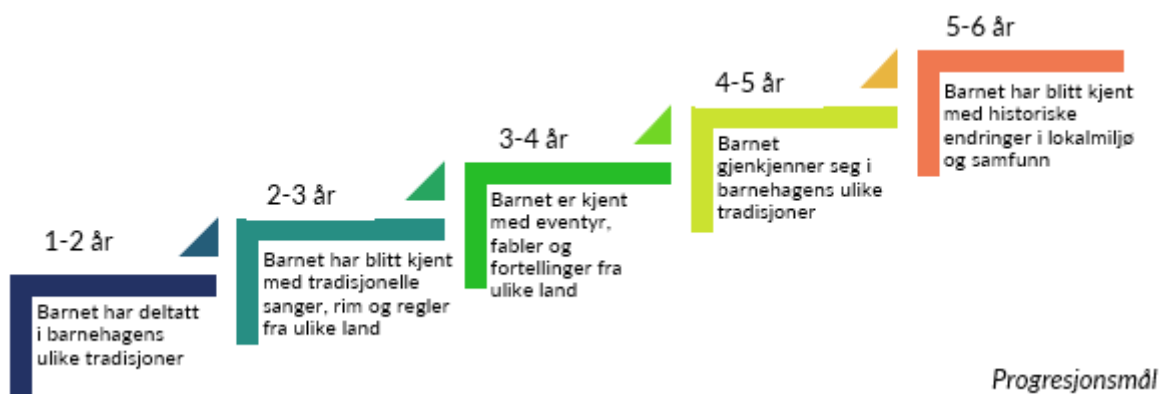 1-2 år
Barnet har deltatt
i barnehagens
ulike tradisjoner
2-3 år
Barnet har blitt kjent
med tradisjonelle
sanger, rim og regler
fra ulike land
3-4 år
Barnet er kjent
med eventyr,
fabler og
fortellinger fra
ulike land
4-5 år
Barnet
gjenkjenner seg i
barnehagens ulike
tradisjoner
5-6 år
Barnet har blitt kjent
med historiske
endringer i lokalmiljø
og samfunn
Progresjonsmål